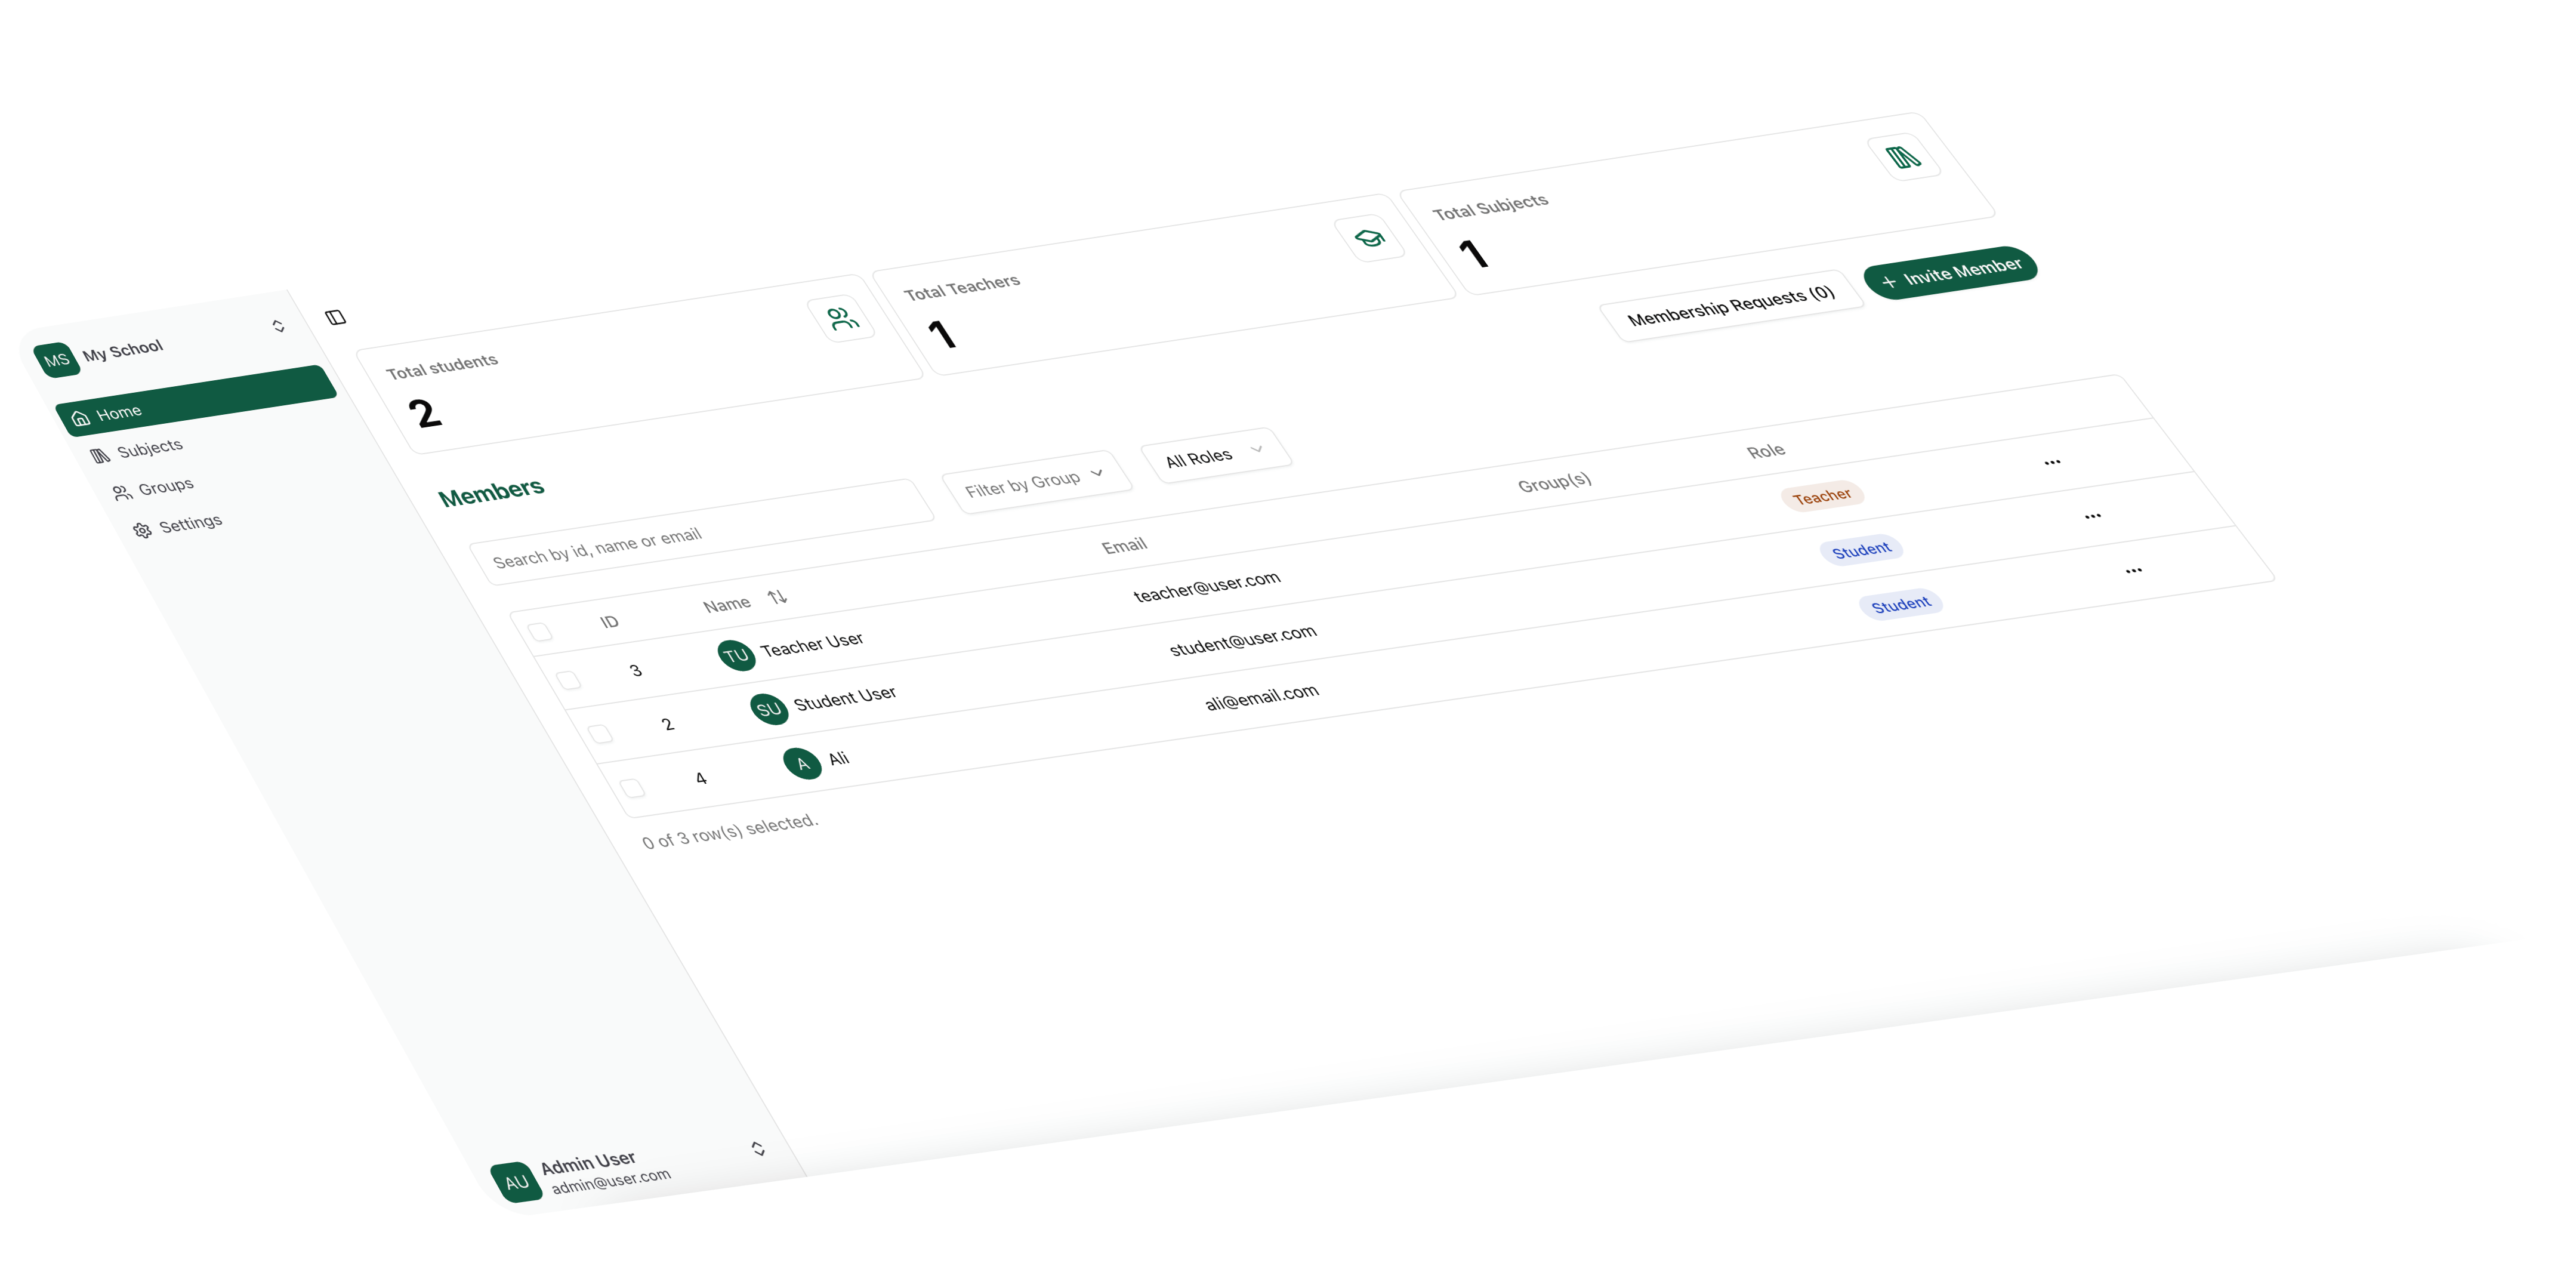 MS My School
Home
Subjects
Groups
Settings
AU Admin User
admin@user.com
Total students
2
Total Teachers
1
Total Subjects
1
Members
Membership Requests (0)
Invite Member
Search by id, name or email
Filter by Group
All Roles
ID Name Email Group(s) Role
3 TU Teacher User teacher@user.com Teacher
2 SU Student User student@user.com Student
4 A Ali ali@email.com Student
0 of 3 row(s) selected.